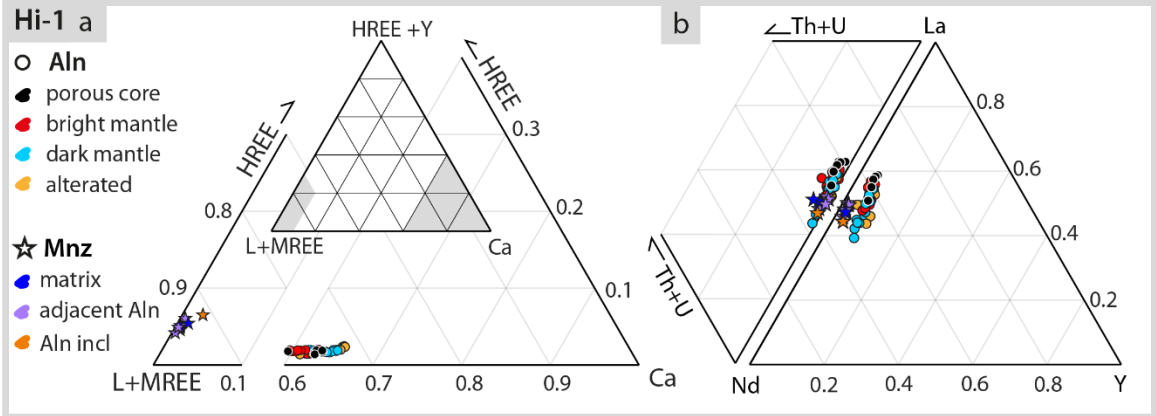 Hi-1 a
Aln
porous core
bright mantle
dark mantle
alterated
Mnz
matrix
adjacent Aln
Aln incl
HREE +Y
L+MREE
Ca
HREE
HREE
0.8
0.9
0.3
0.2
0.1
L+MREE
0.1
0.6
0.7
0.8
0.9
Ca
b
Th+U
La
0.8
0.6
0.4
0.2
Th+U
Nd
0.2
0.4
0.6
0.8
Y